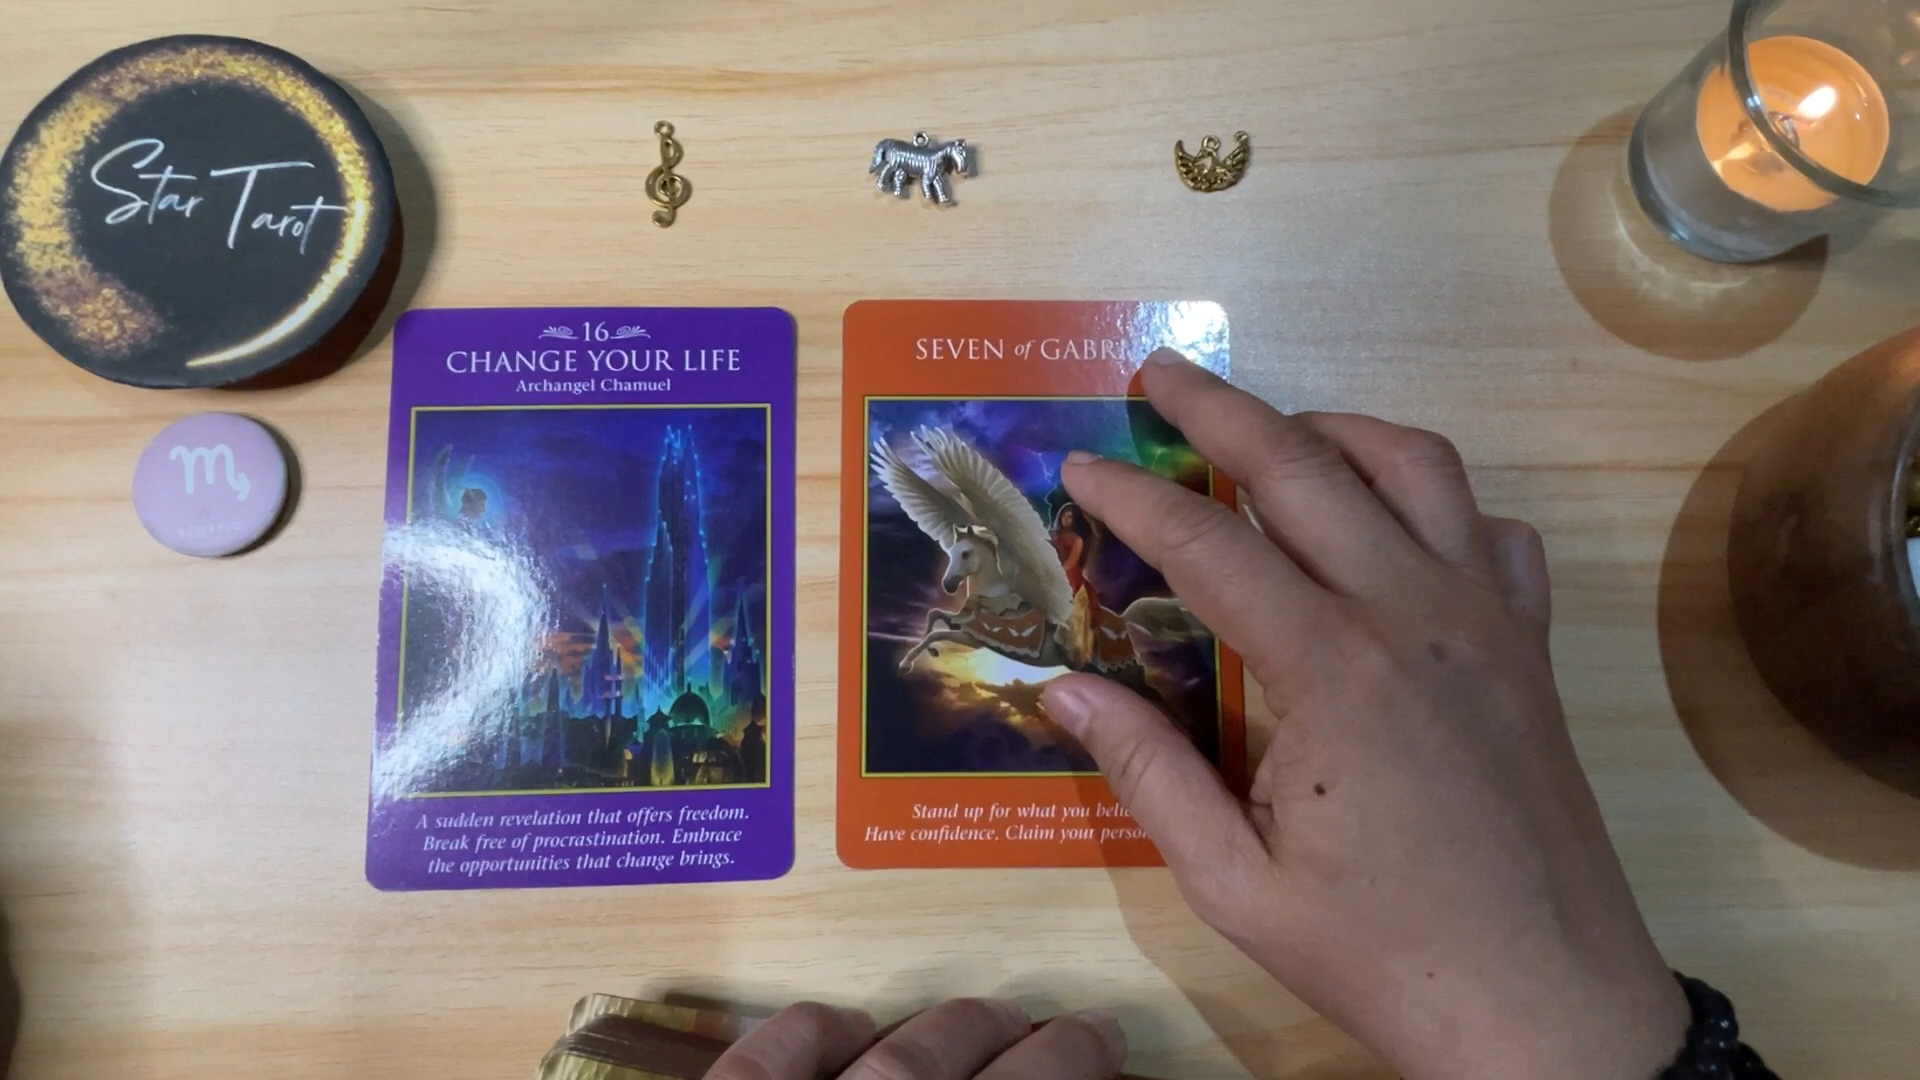 Star Tarot
16
CHANGE YOUR LIFE
Archangel Chamuel
A sudden revelation that offers freedom.
Break free of procrastination. Embrace
the opportunities that change brings.
SEVEN of
Stand up for what you
Have confidence. Claim your